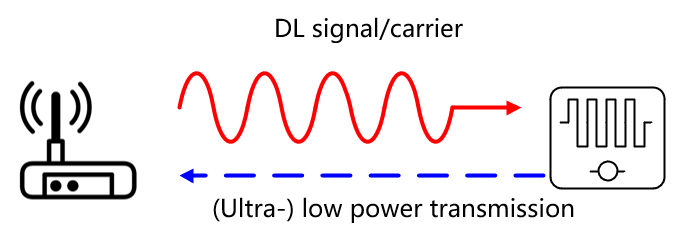 DL signal/carrier
(Ultra-) low power transmission